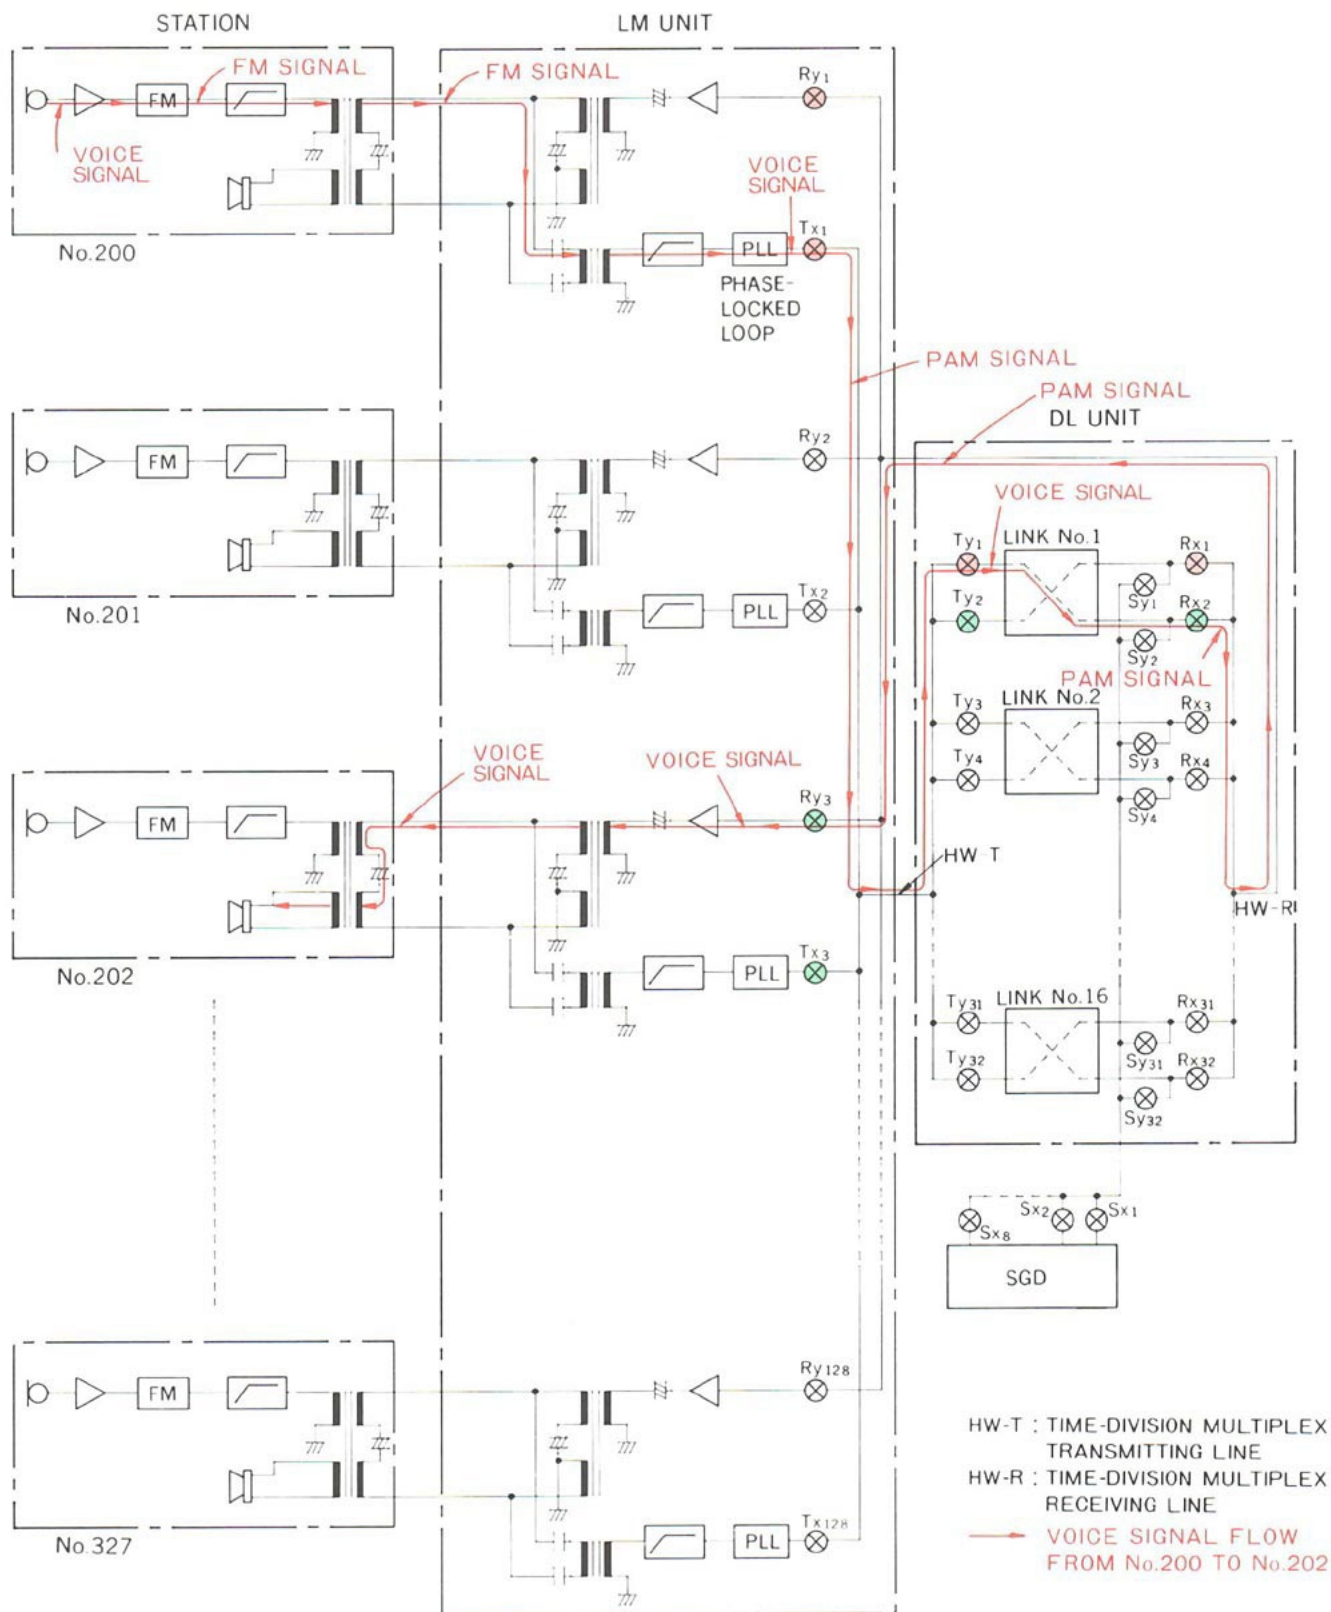 STATION
LM UNIT
FM SIGNAL
FM SIGNAL
Ry1
FM
VOICE
SIGNAL
VOICE
SIGNAL
Tx1
No.200
PLL
PHASE-
LOCKED
LOOP
PAM SIGNAL
PAM SIGNAL
DL UNIT
FM
Ry2
VOICE SIGNAL
Ty1
LINK No.1
Rx1
Sy1
No.201
Tx2
PLL
Ty2
Rx2
Sy2
PAM SIGNAL
Ty3
LINK No.2
Rx3
Sy3
Ty4
Rx4
Sy4
VOICE
SIGNAL
VOICE SIGNAL
FM
Ry3
HW-T
HW-R
No.202
Tx3
PLL
Ty31
LINK No.16
Rx31
Sy31
Ty32
Rx32
Sy32
Sx8
Sx2
Sx1
SGD
FM
Ry128
No.327
Tx128
PLL
HW-T : TIME-DIVISION MULTIPLEX
TRANSMITTING LINE
HW-R : TIME-DIVISION MULTIPLEX
RECEIVING LINE
VOICE SIGNAL FLOW
FROM No.200 TO No.202